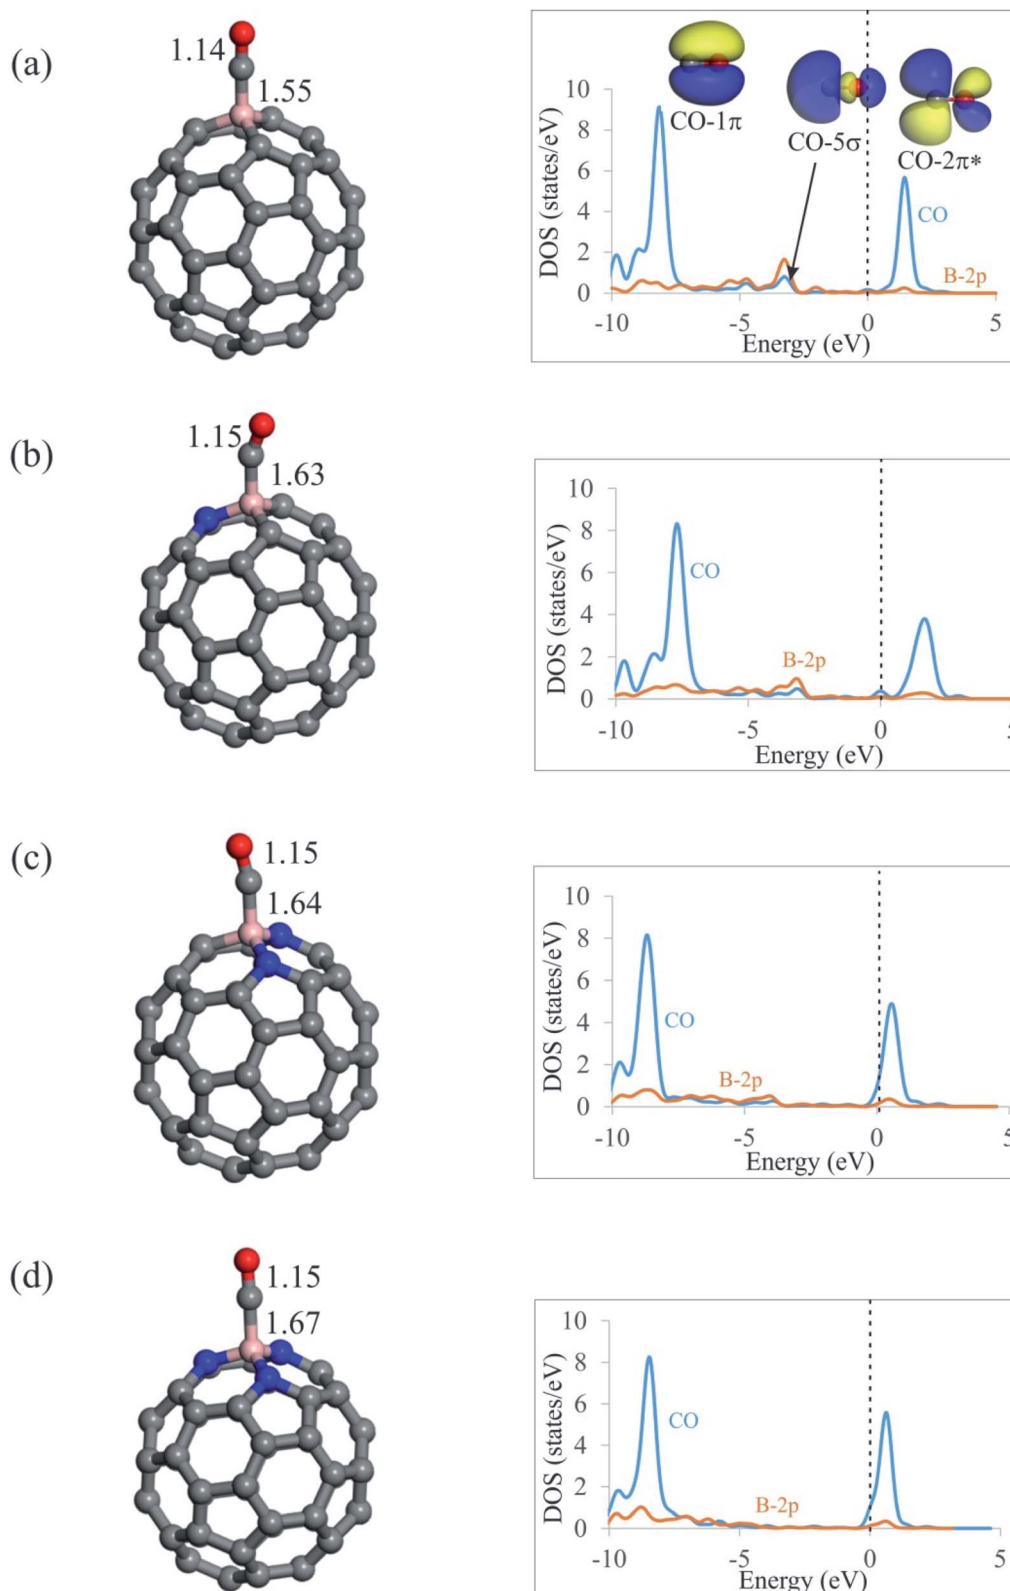 (a)
1.14
1.55
10
8
6
4
2
0
DOS (states/eV)
CO-1π
CO-5σ
CO-2π*
CO
B-2p
-10
-5
0
5
Energy (eV)
(b)
1.15
1.63
10
8
6
4
2
0
DOS (states/eV)
CO
B-2p
-10
-5
0
Energy (eV)
(c)
1.15
1.64
10
8
6
4
2
0
DOS (states/eV)
CO
B-2p
-10
-5
0
5
Energy (eV)
(d)
1.15
1.67
10
8
6
4
2
0
DOS (states/eV)
CO
B-2p
-10
-5
0
5
Energy (eV)